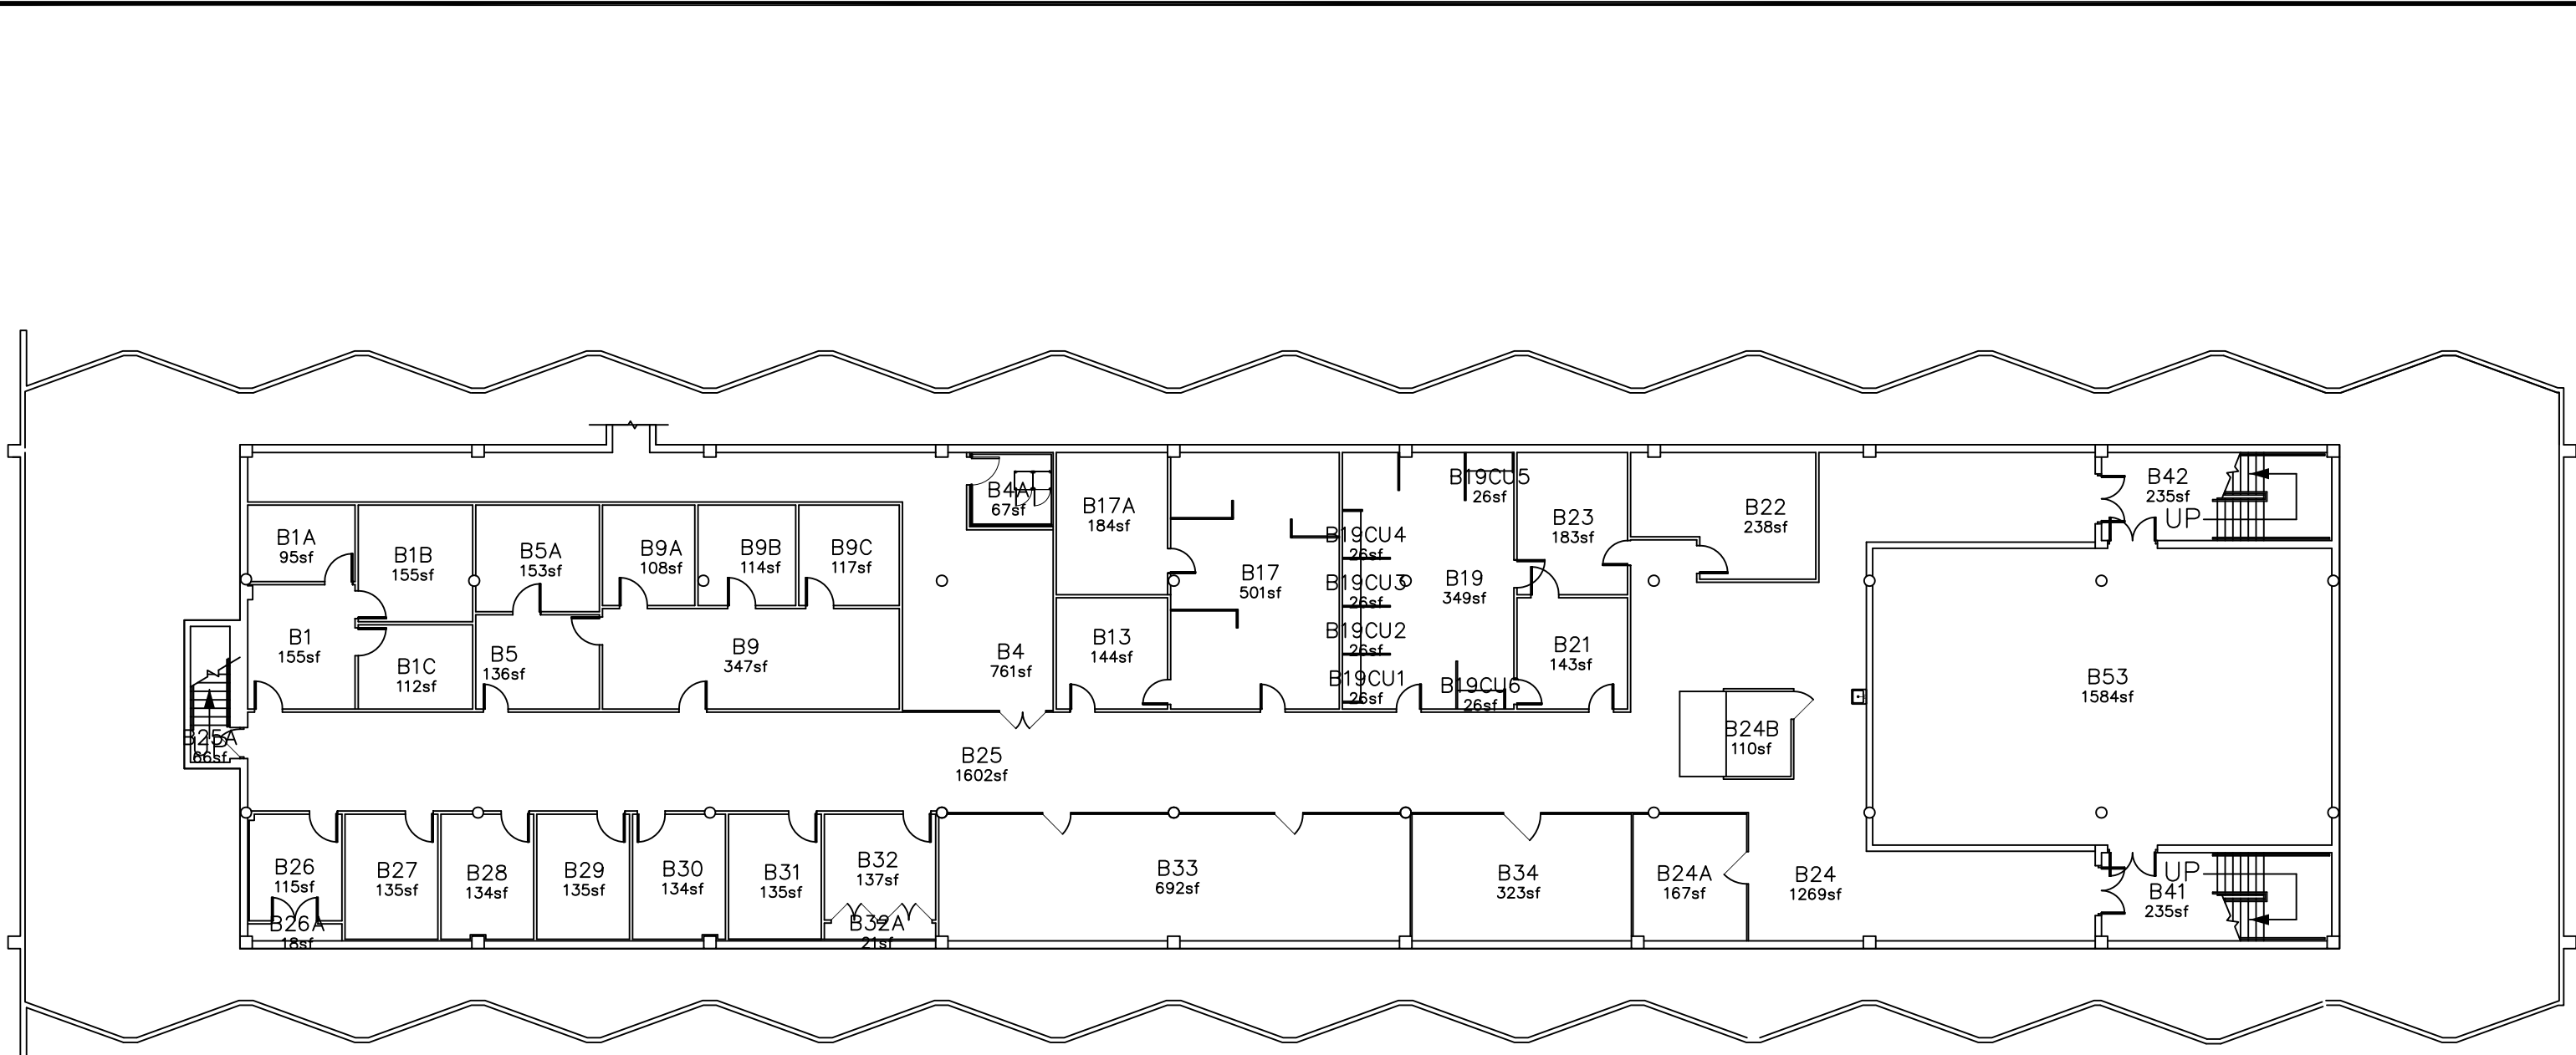 B42
235sf
UP
B4A
67sf
B19CU5
26sf
B17A
184sf
B22
238sf
B23
183sf
B1A
95sf
B1B
155sf
B5A
153sf
B9A
108sf
B9B
114sf
B9C
117sf
B19CU4
26sf
B17
501sf
B19CU3
26sf
B19
349sf
B1
155sf
B1C
112sf
B5
136sf
B9
347sf
B4
761sf
B13
144sf
B19CU2
26sf
B21
143sf
B19CU1
26sf
B19CU6
26sf
B53
1584sf
B25A
66sf
UP
B25
1602sf
B24B
110sf
B26
115sf
B26A
18sf
B27
135sf
B28
134sf
B29
135sf
B30
134sf
B31
135sf
B32
137sf
B32A
21sf
B33
692sf
B34
323sf
B24A
167sf
B24
1269sf
UP
B41
235sf